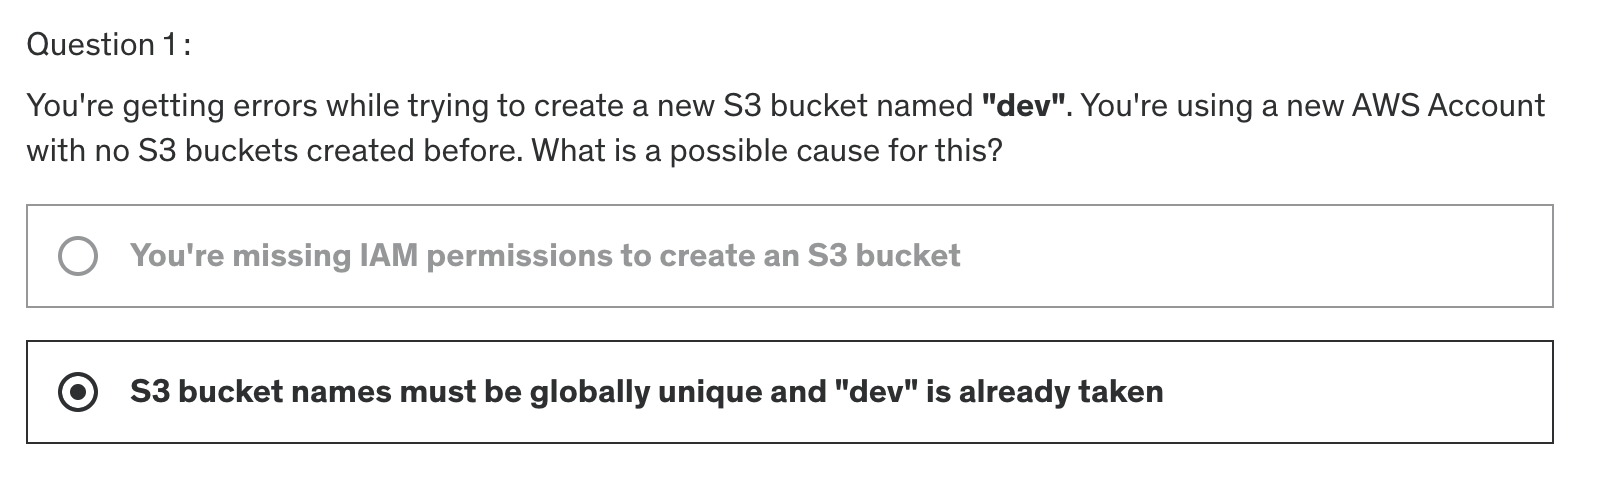 Question 1:
You're getting errors while trying to create a new S3 bucket named "dev". You're using a new AWS Account
with no S3 buckets created before. What is a possible cause for this?
You're missing IAM permissions to create an S3 bucket
S3 bucket names must be globally unique and "dev" is already taken